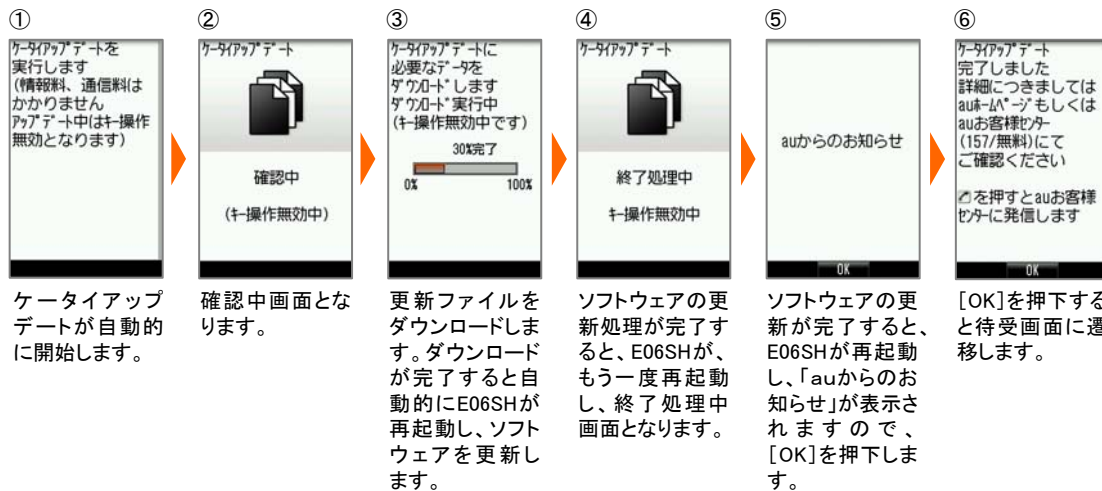 ①
ケータイアップデートを
実行します
(情報料、通信料は
かかりません
アップデート中はキー操作
無効となります)
ケータイアップ
デートが自動的
に開始します。
②
ケータイアップデート
確認中
(キー操作無効中)
確認中画面とな
ります。
③
ケータイアップデートに
必要なデータを
ダウンロードします
ダウンロード実行中
(キー操作無効中です)
30%完了
0% 100%
更新ファイルを
ダウンロードしま
す。ダウンロード
が完了すると自
動的にE06SHが
再起動し、ソフト
ウェアを更新し
ます。
④
ケータイアップデート
終了処理中
キー操作無効中
ソフトウェアの更
新処理が完了す
ると、E06SHが、
もう一度再起動
し、終了処理中
画面となります。
⑤
auからのお知らせ
OK
ソフトウェアの更
新が完了すると、
E06SHが再起動
し、「auからのお
知らせ」が表示さ
れますので、
[OK]を押下しま
す。
⑥
ケータイアップデート
完了しました
詳細につきましては
auホームページもしくは
auお客様センター
(157/無料)にて
ご確認ください
を押すとauお客様
センターに発信します
OK
[OK]を押下する
と待受画面に遷
移します。